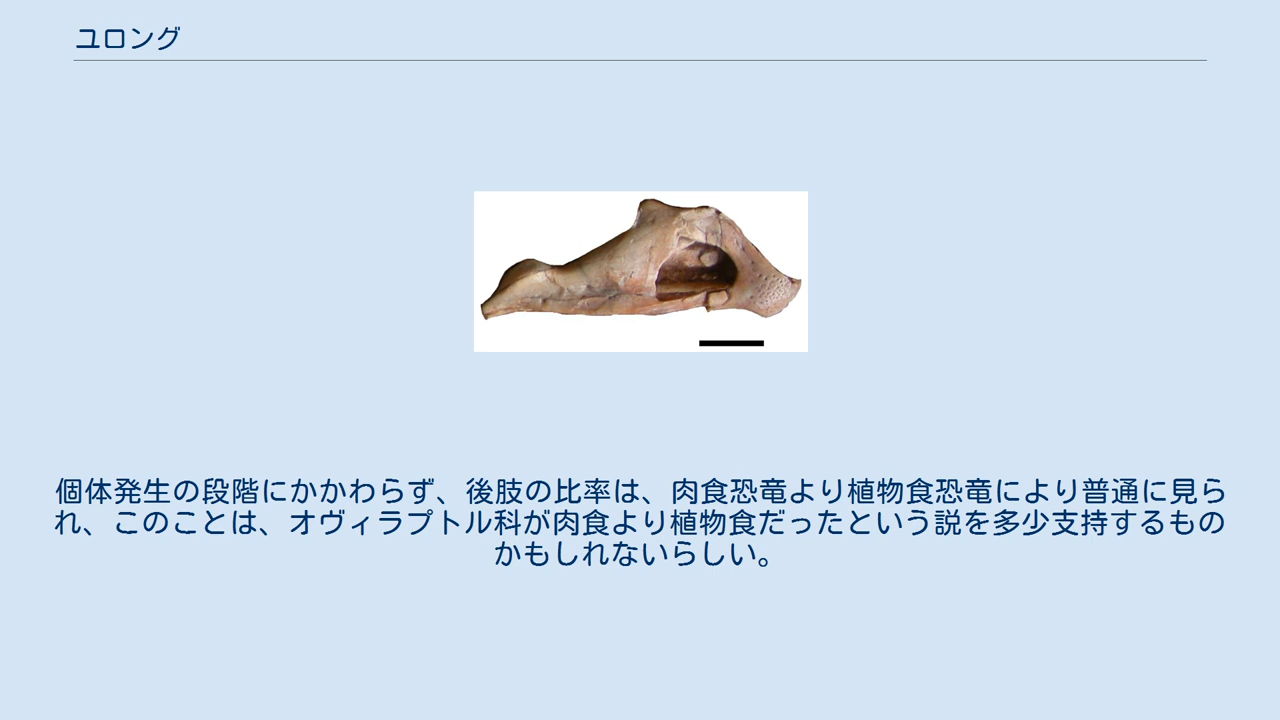 ユロング
個体発生の段階にかかわらず、後肢の比率は、肉食恐竜より植物食恐竜により普通に見ら
れ、このことは、オヴィラプトル科が肉食より植物食だったという説を多少支持するもの
かもしれないらしい。